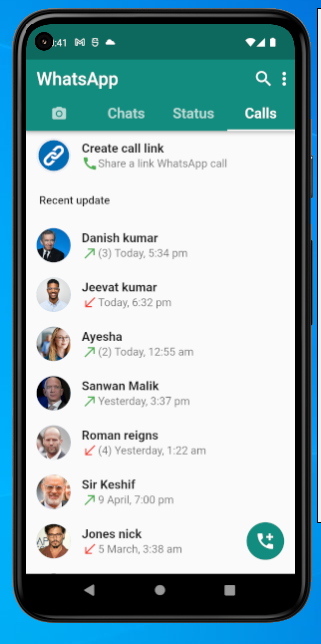 :41
WhatsApp
Chats Status Calls
Create call link
Share a link WhatsApp call
Recent update
Danish kumar
(3) Today, 5:34 pm
Jeevat kumar
Today, 6:32 pm
Ayesha
(2) Today, 12:55 am
Sanwan Malik
Yesterday, 3:37 pm
Roman reigns
(4) Yesterday, 1:22 am
Sir Keshif
9 April, 7:00 pm
Jones nick
5 March, 3:38 am